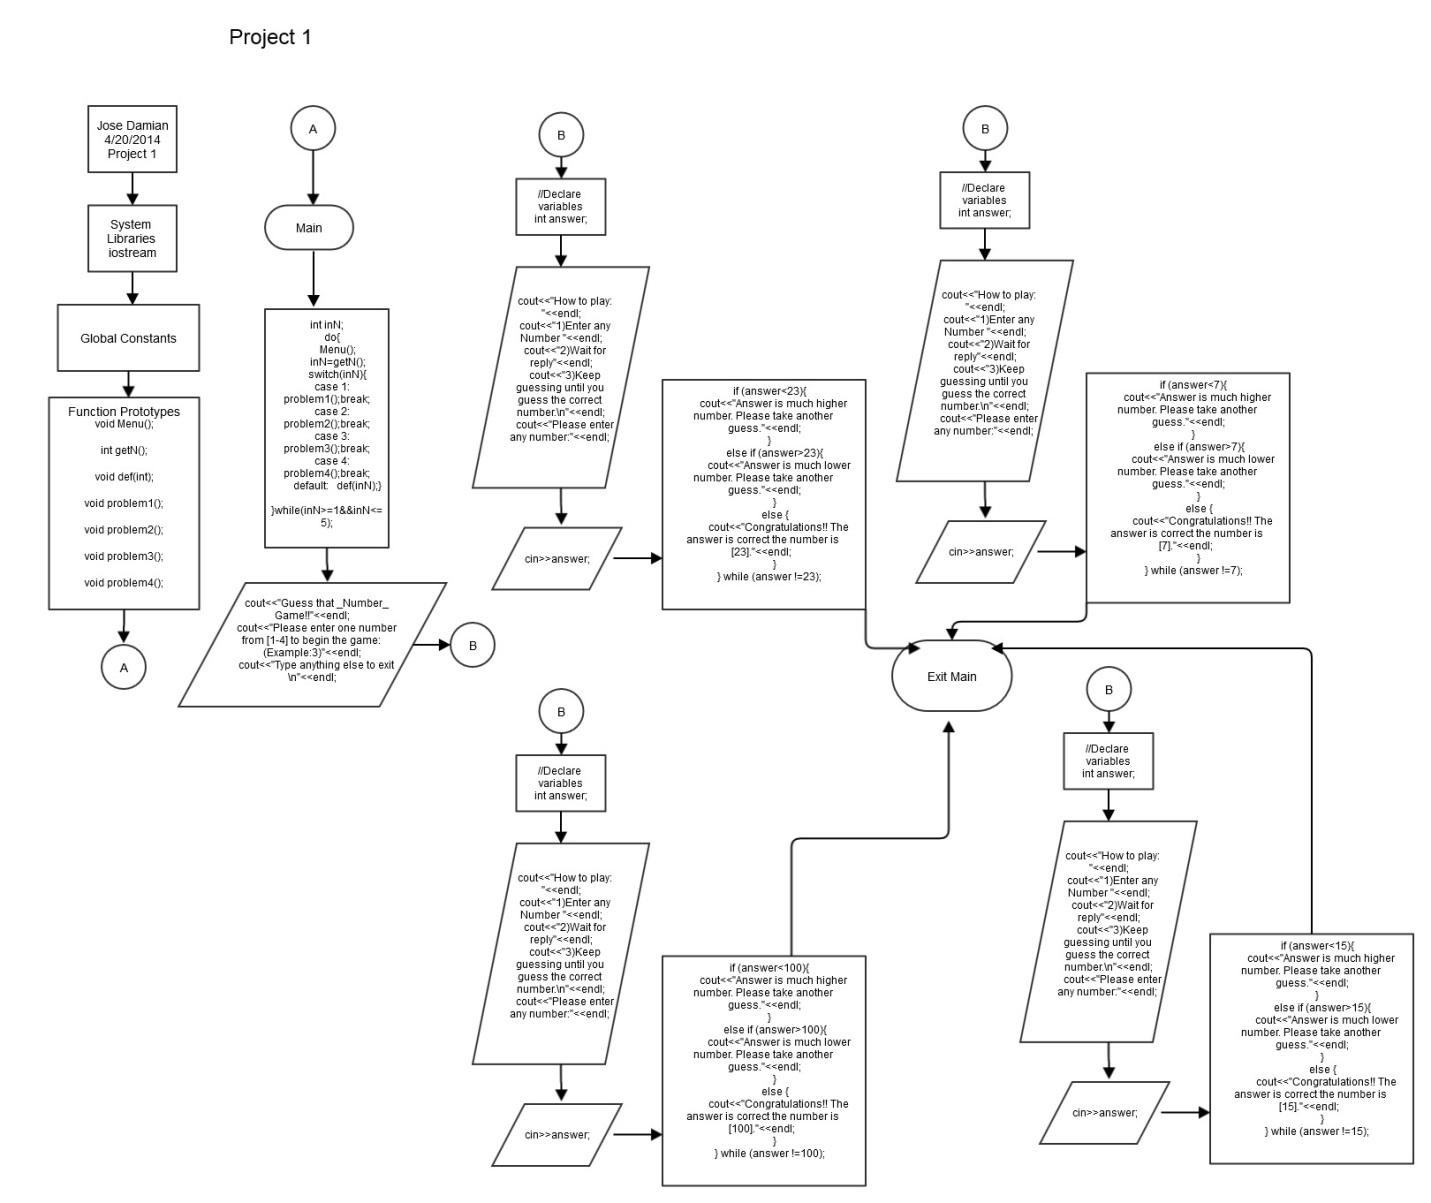 Project 1
Jose Damian
4/20/2014
Project 1
System
Libraries
iostream
Global Constants
Function Prototypes
void Menu();
int getN();
void def(int);
void problem1();
void problem2();
void problem3();
void problem4();
A
A
Main
int inN;
do{
Menu();
inN=getN();
switch(inN){
case 1:
problem1();break;
case 2:
problem2();break;
case 3:
problem3();break;
case 4:
problem4();break;
default: def(inN);}
}while(inN>=1&&inN<=
5);
cout<<"Guess that _Number_
Game!!"<<endl;
cout<<"Please enter one number
from [1-4] to begin the game:
(Example:3)"<<endl;
cout<<"Type anything else to exit
\n"<<endl;
B
B
//Declare
variables
int answer;
cout<<"How to play:
"<<endl;
cout<<"1)Enter any
Number "<<endl;
cout<<"2)Wait for
reply"<<endl;
cout<<"3)Keep
guessing until you
guess the correct
number.\n"<<endl;
cout<<"Please enter
any number:"<<endl;
cin>>answer;
if (answer<23){
cout<<"Answer is much higher
number. Please take another
guess."<<endl;
}
else if (answer>23){
cout<<"Answer is much lower
number. Please take another
guess."<<endl;
}
else {
cout<<"Congratulations!! The
answer is correct the number is
[23]."<<endl;
}
} while (answer !=23);
B
//Declare
variables
int answer;
cout<<"How to play:
"<<endl;
cout<<"1)Enter any
Number "<<endl;
cout<<"2)Wait for
reply"<<endl;
cout<<"3)Keep
guessing until you
guess the correct
number.\n"<<endl;
cout<<"Please enter
any number:"<<endl;
cin>>answer;
if (answer<7){
cout<<"Answer is much higher
number. Please take another
guess."<<endl;
}
else if (answer>7){
cout<<"Answer is much lower
number. Please take another
guess."<<endl;
}
else {
cout<<"Congratulations!! The
answer is correct the number is
[7]."<<endl;
}
} while (answer !=7);
Exit Main
B
//Declare
variables
int answer;
cout<<"How to play:
"<<endl;
cout<<"1)Enter any
Number "<<endl;
cout<<"2)Wait for
reply"<<endl;
cout<<"3)Keep
guessing until you
guess the correct
number.\n"<<endl;
cout<<"Please enter
any number:"<<endl;
cin>>answer;
if (answer<100){
cout<<"Answer is much higher
number. Please take another
guess."<<endl;
}
else if (answer>100){
cout<<"Answer is much lower
number. Please take another
guess."<<endl;
}
else {
cout<<"Congratulations!! The
answer is correct the number is
[100]."<<endl;
}
} while (answer !=100);
B
//Declare
variables
int answer;
cout<<"How to play:
"<<endl;
cout<<"1)Enter any
Number "<<endl;
cout<<"2)Wait for
reply"<<endl;
cout<<"3)Keep
guessing until you
guess the correct
number.\n"<<endl;
cout<<"Please enter
any number:"<<endl;
cin>>answer;
if (answer<15){
cout<<"Answer is much higher
number. Please take another
guess."<<endl;
}
else if (answer>15){
cout<<"Answer is much lower
number. Please take another
guess."<<endl;
}
else {
cout<<"Congratulations!! The
answer is correct the number is
[15]."<<endl;
}
} while (answer !=15);